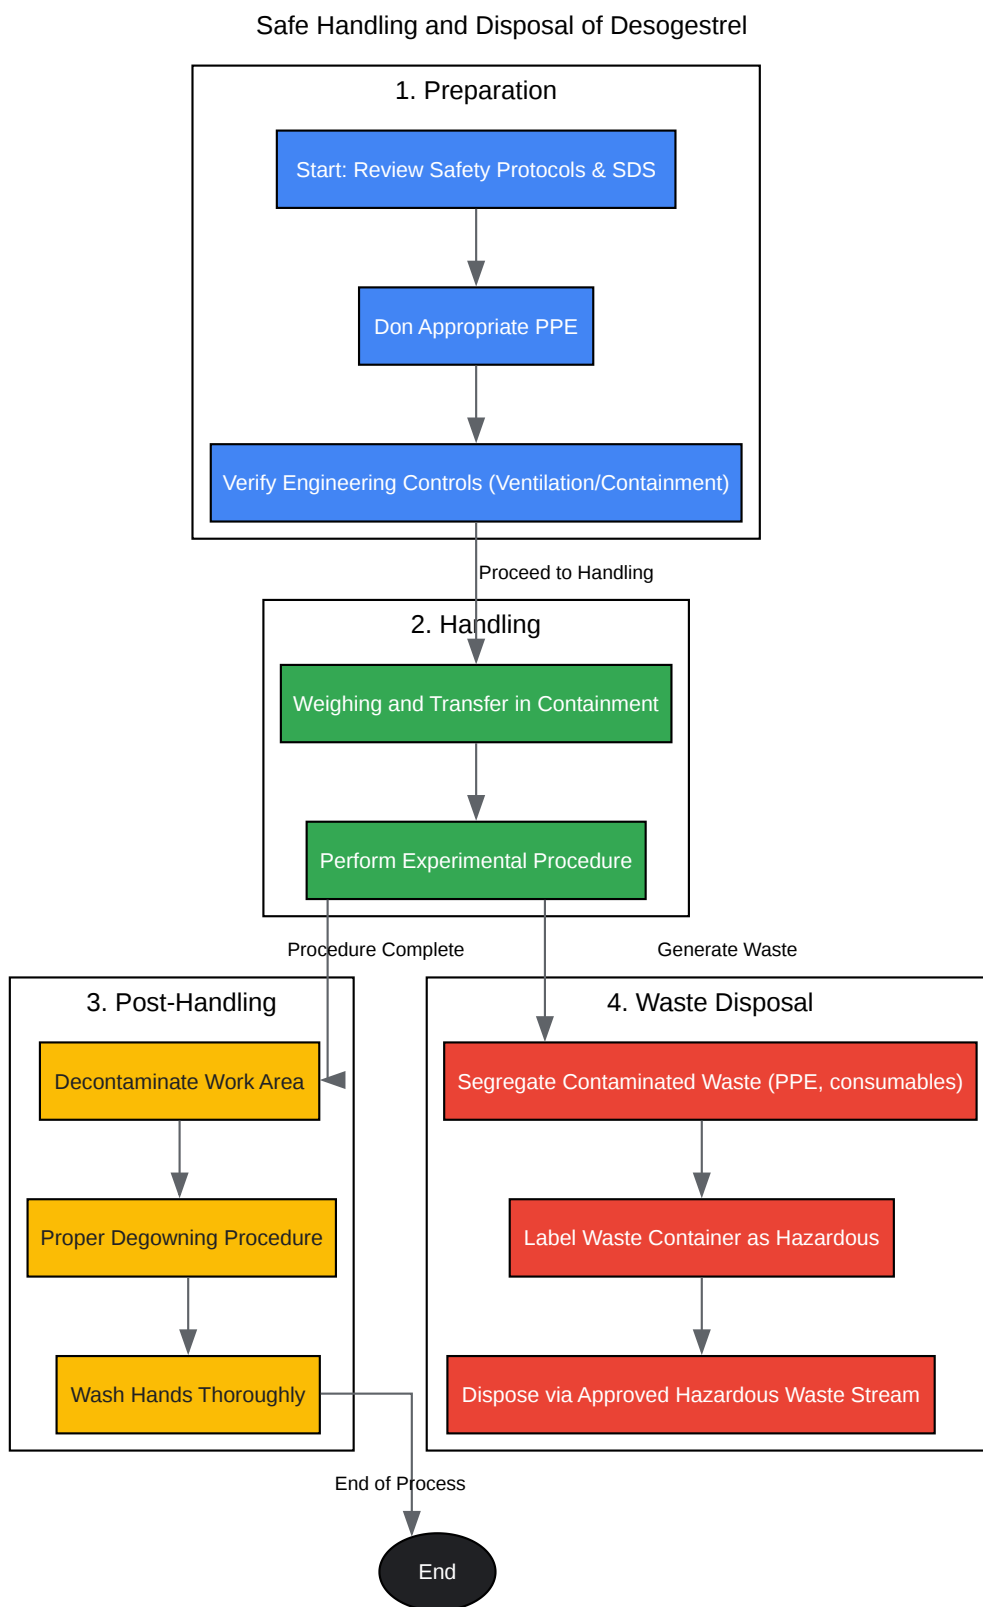 Safe Handling and Disposal of Desogestrel
1. Preparation
Start: Review Safety Protocols & SDS
Don Appropriate PPE
Verify Engineering Controls (Ventilation/Containment)
Proceed to Handling
2. Handling
Weighing and Transfer in Containment
Perform Experimental Procedure
Procedure Complete
Generate Waste
3. Post-Handling
Decontaminate Work Area
Proper Degowning Procedure
Wash Hands Thoroughly
4. Waste Disposal
Segregate Contaminated Waste (PPE, consumables)
Label Waste Container as Hazardous
Dispose via Approved Hazardous Waste Stream
End of Process
End